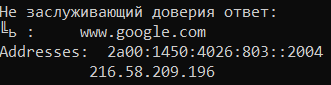 Не заслуживающий доверия ответ:
╚ь :     www.google.com
Addresses:  2a00:1450:4026:803::2004
          216.58.209.196